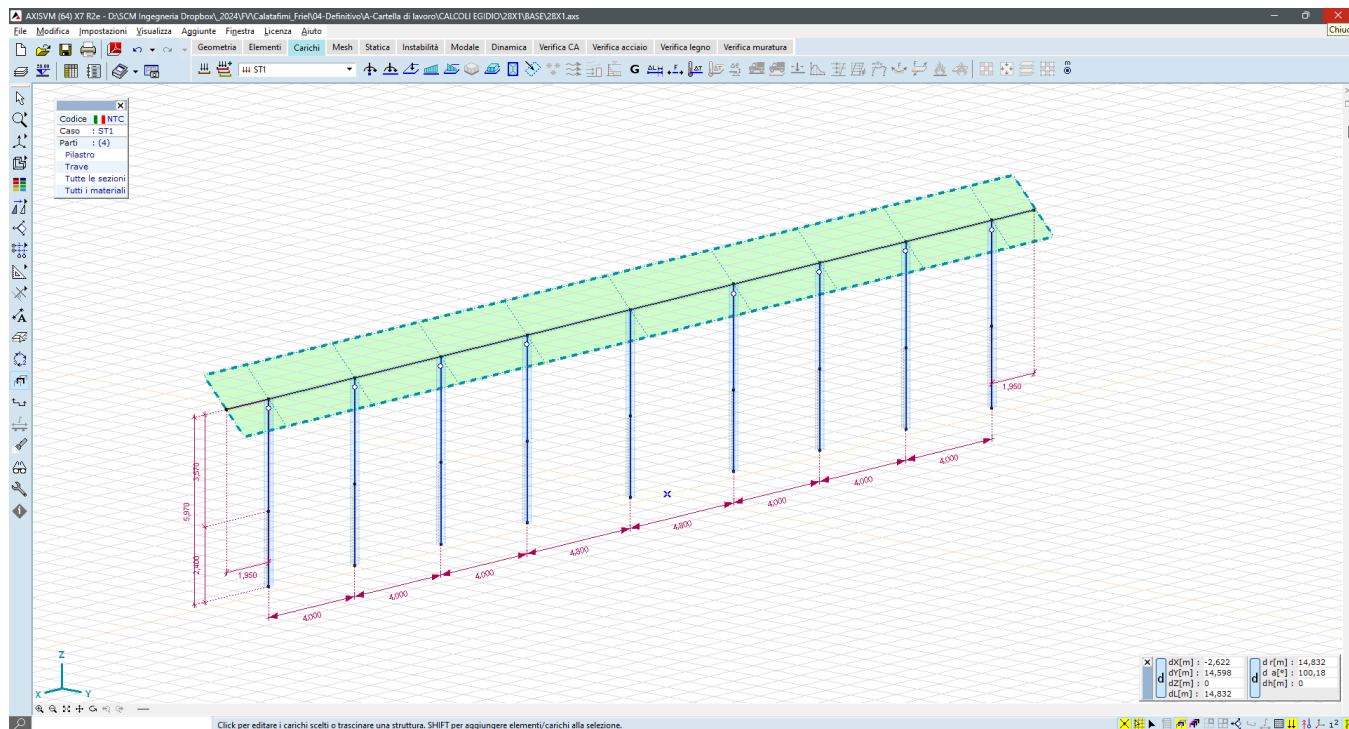 AXISVM (64) X7 R2e - D:\SCM Ingegneria Dropbox\_2024\FV\Calatafimi_Friel\04-Definitivo\A-Cartella di lavoro\CALCOLI EGIDIO\28X1\BASE\28X1.axs
File Modifica Impostazioni Visualizza Aggiunte Finestra Licenza Aiuto
Chiud
Geometria Elementi Carichi Mesh Statica Instabilità Modale Dinamica Verifica CA Verifica acciaio Verifica legno Verifica muratura
ST1
Codice NTC
Caso : ST1
Parti : (4)
Pilastro
Trave
Tutte le sezioni
Tutti i materiali
1,950
3,570
5,970
2,400
1,950
4,000
4,000
4,000
4,800
4,800
4,000
4,000
4,000
Z
X Y
dX[m] : -2,622
dY[m] : 14,598
dZ[m] : 0
dL[m] : 14,832
d
d r[m] : 14,832
d a[°] : 100,18
dh[m] : 0
d
Click per editare i carichi scelti o trascinare una struttura. SHIFT per aggiungere elementi/carichi alla selezione.